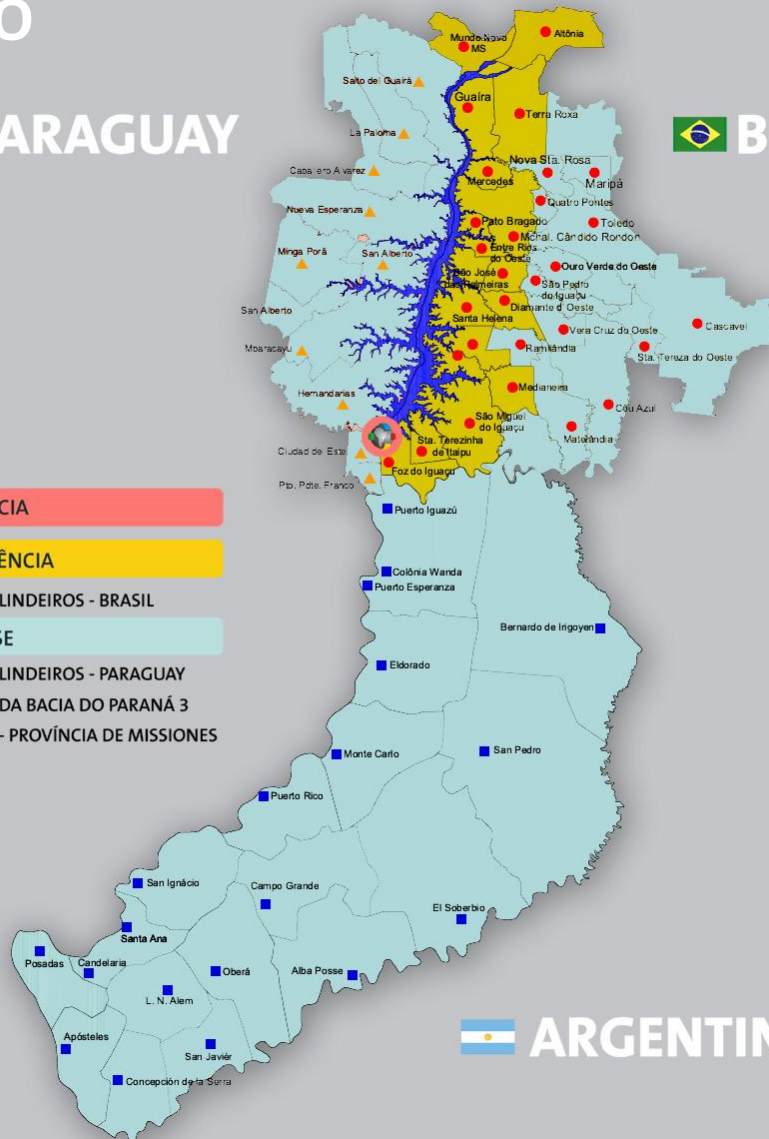 O
ARAGUAY
B
Mundo Novo
MS
Altônia
Salto del Guairá
Guaíra
Terra Roxa
La Paloma
Nova Sta. Rosa
Caballero Alvarez
Mercedes
Maripá
Quatro Pontes
Nueva Esperanza
Pato Bragado
Toledo
Mchal. Cândido Rondon
Entre Rios
do Oeste
Minga Porã
San Alberto
Ouro Verde do Oeste
São José
das Palmeiras
São Pedro
do Iguaçu
Diamante d' Oeste
San Alberto
Santa Helena
Vera Cruz do Oeste
Cascavel
Mbaracayu
Ramilândia
Sta. Tereza do Oeste
Hernandarias
Medianeira
Céu Azul
São Miguel
do Iguaçu
Matelândia
Ciudad del Este
Sta. Terezinha
de Itaipu
Foz do Iguaçu
Pto. Pdte. Franco
CIA
ÊNCIA
LINDEIROS - BRASIL
SE
LINDEIROS - PARAGUAY
DA BACIA DO PARANÁ 3
- PROVÍNCIA DE MISSIONES
Puerto Iguazú
Colônia Wanda
Puerto Esperanza
Bernardo de Irigoyen
Eldorado
Monte Carlo
San Pedro
Puerto Rico
San Ignácio
Campo Grande
El Soberbio
Santa Ana
Posadas
Candelaria
Oberá
Alba Posse
L. N. Alem
Apósteles
San Javiér
Concepción de la Serra
ARGENTIN